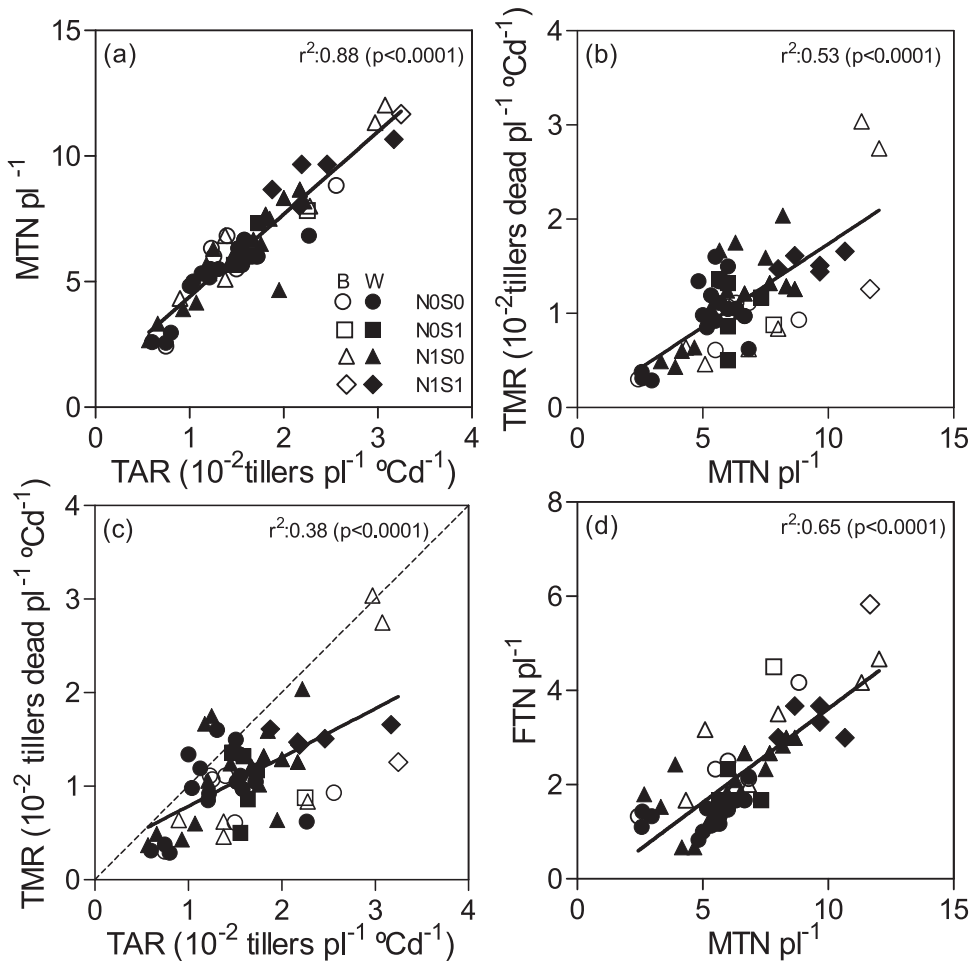 (a)
r²:0.88 (p<0.0001)
15
10
5
0
MTN pl⁻¹
B W
N0S0
N0S1
N1S0
N1S1
0 1 2 3 4
TAR (10⁻² tillers pl⁻¹ ºCd⁻¹)
(b)
r²:0.53 (p<0.0001)
4
3
2
1
0
TMR (10⁻² tillers dead pl⁻¹ ºCd⁻¹)
0 5 10 15
MTN pl⁻¹
(c)
r²:0.38 (p<0.0001)
4
3
2
1
0
TMR (10⁻² tillers dead pl⁻¹ ºCd⁻¹)
0 1 2 3 4
TAR (10⁻² tillers pl⁻¹ ºCd⁻¹)
(d)
r²:0.65 (p<0.0001)
8
6
4
2
0
FTN pl⁻¹
0 5 10 15
MTN pl⁻¹